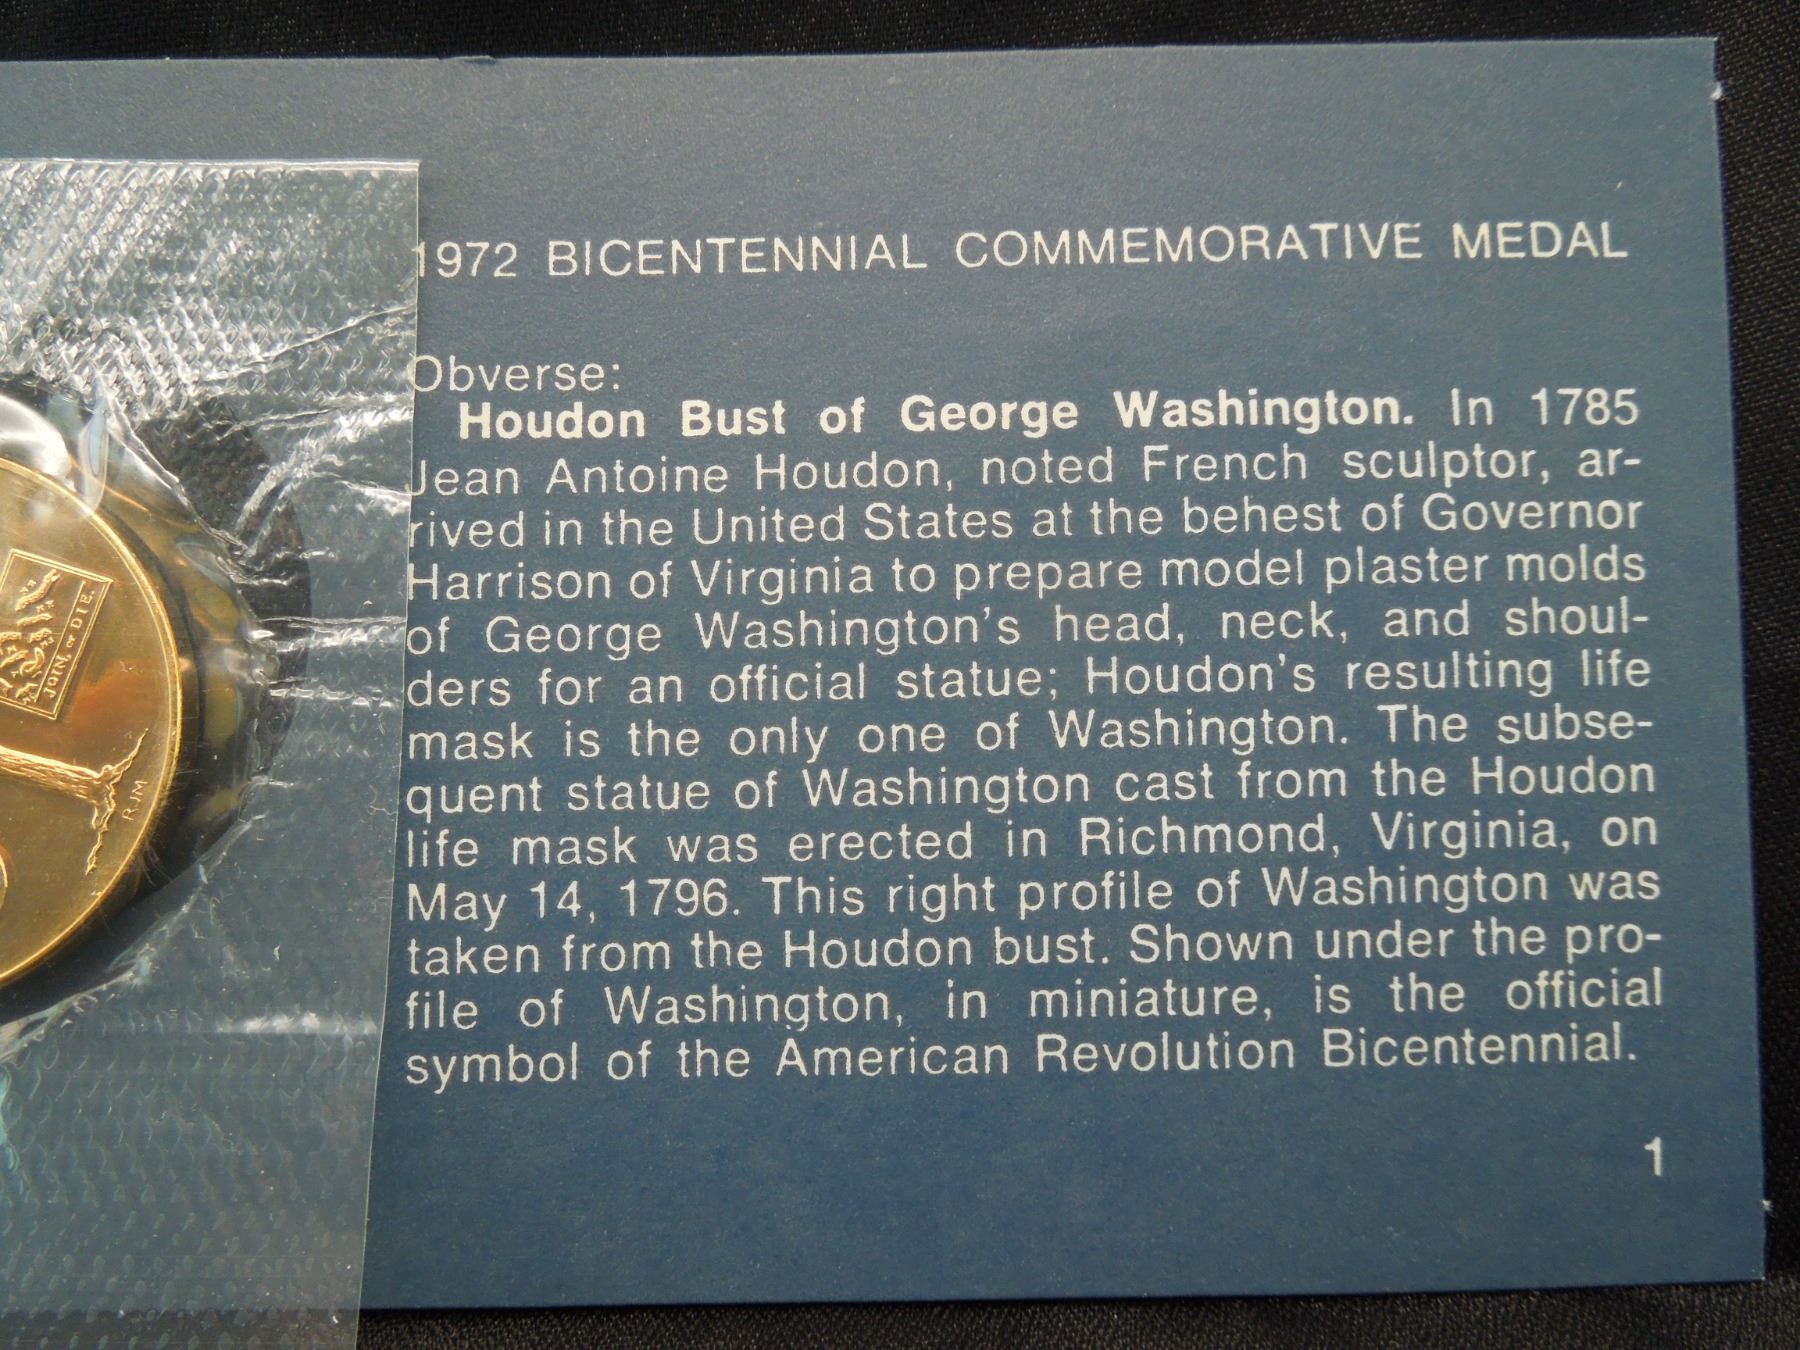 1972 BICENTENNIAL COMMEMORATIVE MEDAL
Obverse:
Houdon Bust of George Washington. In 1785
Jean Antoine Houdon, noted French sculptor, ar-
rived in the United States at the behest of Governor
Harrison of Virginia to prepare model plaster molds
of George Washington's head, neck, and shoul-
ders for an official statue; Houdon's resulting life
mask is the only one of Washington. The subse-
quent statue of Washington cast from the Houdon
life mask was erected in Richmond, Virginia, on
May 14, 1796. This right profile of Washington was
taken from the Houdon bust. Shown under the pro-
file of Washington, in miniature, is the official
symbol of the American Revolution Bicentennial.
1
JOIN, or DIE.
RJM